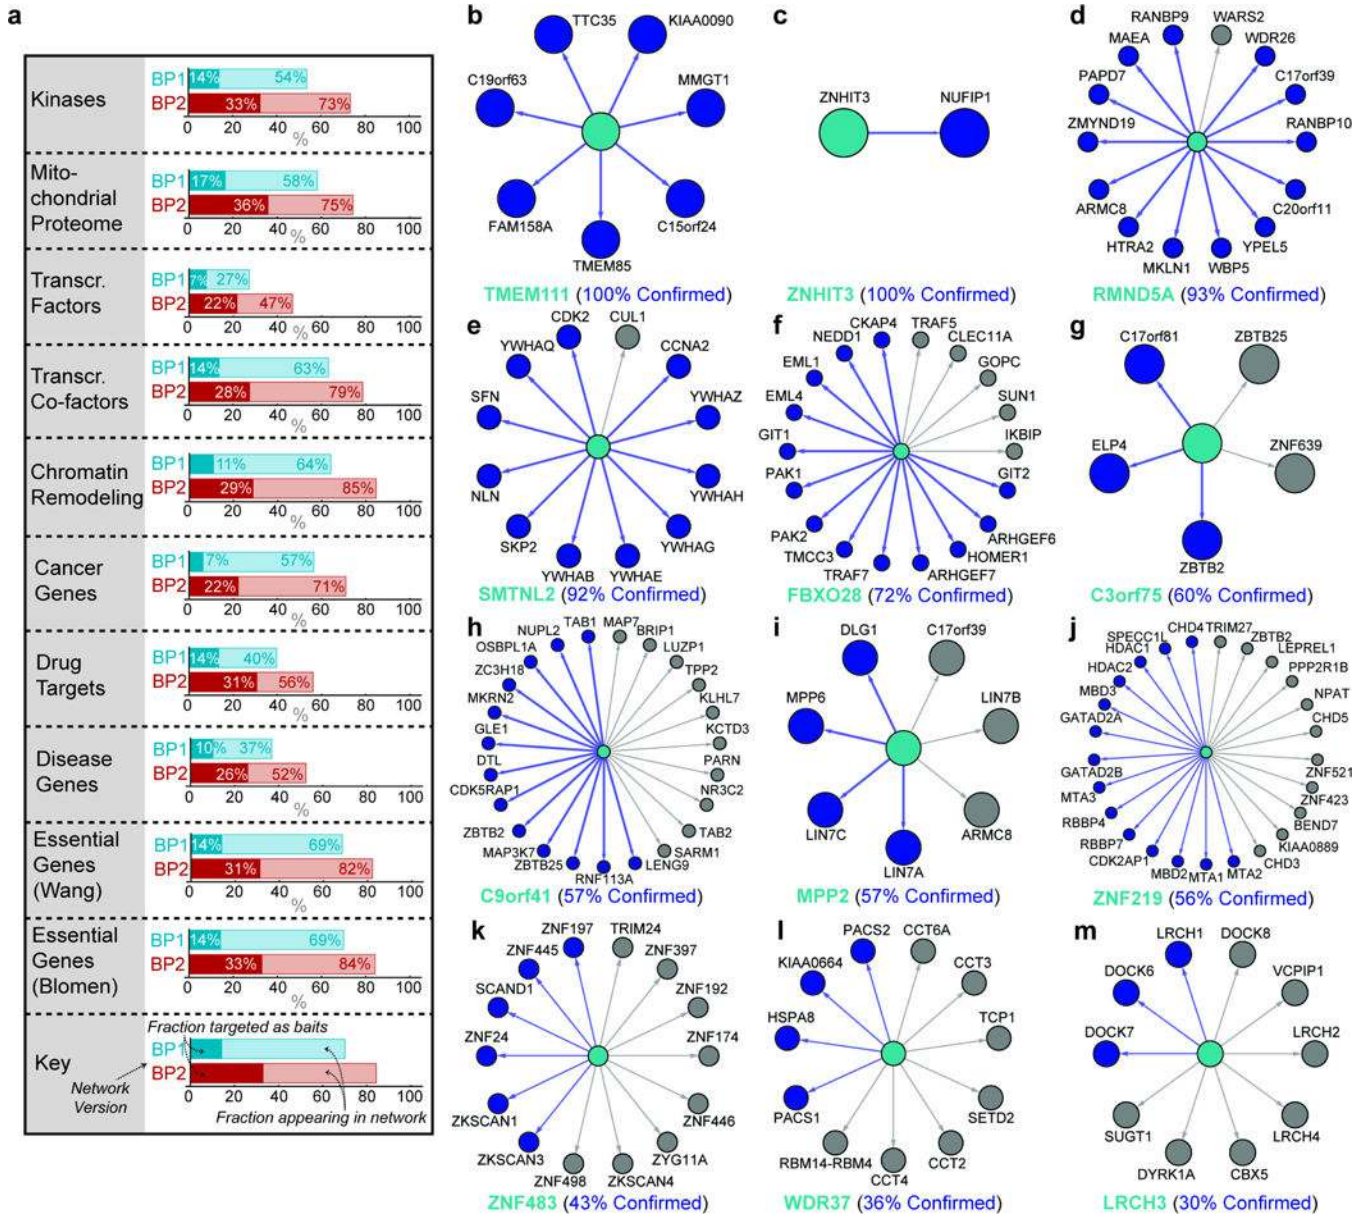 a
Kinases
BP1 14% 54%
BP2 33% 73%
0 20 40 60 80 100
%
Mito-
chondrial
Proteome
BP1 17% 58%
BP2 36% 75%
0 20 40 60 80 100
%
Transcr.
Factors
BP1 7% 27%
BP2 22% 47%
0 20 40 60 80 100
%
Transcr.
Co-factors
BP1 14% 63%
BP2 28% 79%
0 20 40 60 80 100
%
Chromatin
Remodeling
BP1 11% 64%
BP2 29% 85%
0 20 40 60 80 100
%
Cancer
Genes
BP1 7% 57%
BP2 22% 71%
0 20 40 60 80 100
%
Drug
Targets
BP1 14% 40%
BP2 31% 56%
0 20 40 60 80 100
%
Disease
Genes
BP1 10% 37%
BP2 26% 52%
0 20 40 60 80 100
%
Essential
Genes
(Wang)
BP1 14% 69%
BP2 31% 82%
0 20 40 60 80 100
%
Essential
Genes
(Blomen)
BP1 14% 69%
BP2 33% 84%
0 20 40 60 80 100
%
Key
Fraction targeted as baits
BP1
BP2
0 20 40 60 80 100
Network
Version
Fraction appearing in network
b
TTC35
KIAA0090
C19orf63
MMGT1
FAM158A
C15orf24
TMEM85
TMEM111 (100% Confirmed)
c
ZNHIT3
NUFIP1
ZNHIT3 (100% Confirmed)
d
RANBP9
WARS2
MAEA
WDR26
PAPD7
C17orf39
ZMYND19
RANBP10
ARMC8
C20orf11
HTRA2
YPEL5
MKLN1
WBP5
RMND5A (93% Confirmed)
e
CDK2
CUL1
YWHAQ
CCNA2
SFN
YWHAZ
NLN
YWHAH
SKP2
YWHAG
YWHAB
YWHAE
SMTNL2 (92% Confirmed)
f
CKAP4
TRAF5
NEDD1
CLEC11A
EML1
GOPC
EML4
SUN1
GIT1
IKBIP
PAK1
GIT2
PAK2
ARHGEF6
TMCC3
HOMER1
TRAF7
ARHGEF7
FBXO28 (72% Confirmed)
g
C17orf81
ZBTB25
ELP4
ZNF639
ZBTB2
C3orf75 (60% Confirmed)
h
TAB1
MAP7
NUPL2
BRIP1
OSBPL1A
LUZP1
ZC3H18
TPP2
MKRN2
KLHL7
GLE1
KCTD3
DTL
PARN
CDK5RAP1
NR3C2
ZBTB2
TAB2
MAP3K7
SARM1
ZBTB25
LENG9
RNF113A
C9orf41 (57% Confirmed)
i
DLG1
C17orf39
MPP6
LIN7B
LIN7C
ARMC8
LIN7A
MPP2 (57% Confirmed)
j
CHD4
TRIM27
SPECC1L
ZBTB2
HDAC1
LEPREL1
HDAC2
PPP2R1B
MBD3
NPAT
GATAD2A
CHD5
GATAD2B
ZNF521
MTA3
ZNF423
RBBP4
BEND7
RBBP7
KIAA0889
CDK2AP1
CHD3
MBD2
MTA1
MTA2
ZNF219 (56% Confirmed)
k
ZNF197
TRIM24
ZNF445
ZNF397
SCAND1
ZNF192
ZNF24
ZNF174
ZKSCAN1
ZNF446
ZKSCAN3
ZYG11A
ZNF498
ZKSCAN4
ZNF483 (43% Confirmed)
l
PACS2
CCT6A
KIAA0664
CCT3
HSPA8
TCP1
PACS1
SETD2
RBM14-RBM4
CCT2
CCT4
WDR37 (36% Confirmed)
m
LRCH1
DOCK8
DOCK6
VCPIP1
DOCK7
LRCH2
SUGT1
LRCH4
DYRK1A
CBX5
LRCH3 (30% Confirmed)